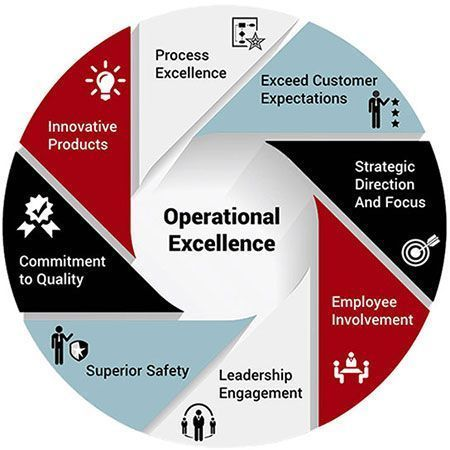 Process
Excellence
Exceed Customer
Expectations
Strategic
Direction
And Focus
Employee
Involvement
Leadership
Engagement
Superior Safety
Commitment
to Quality
Innovative
Products
Operational
Excellence